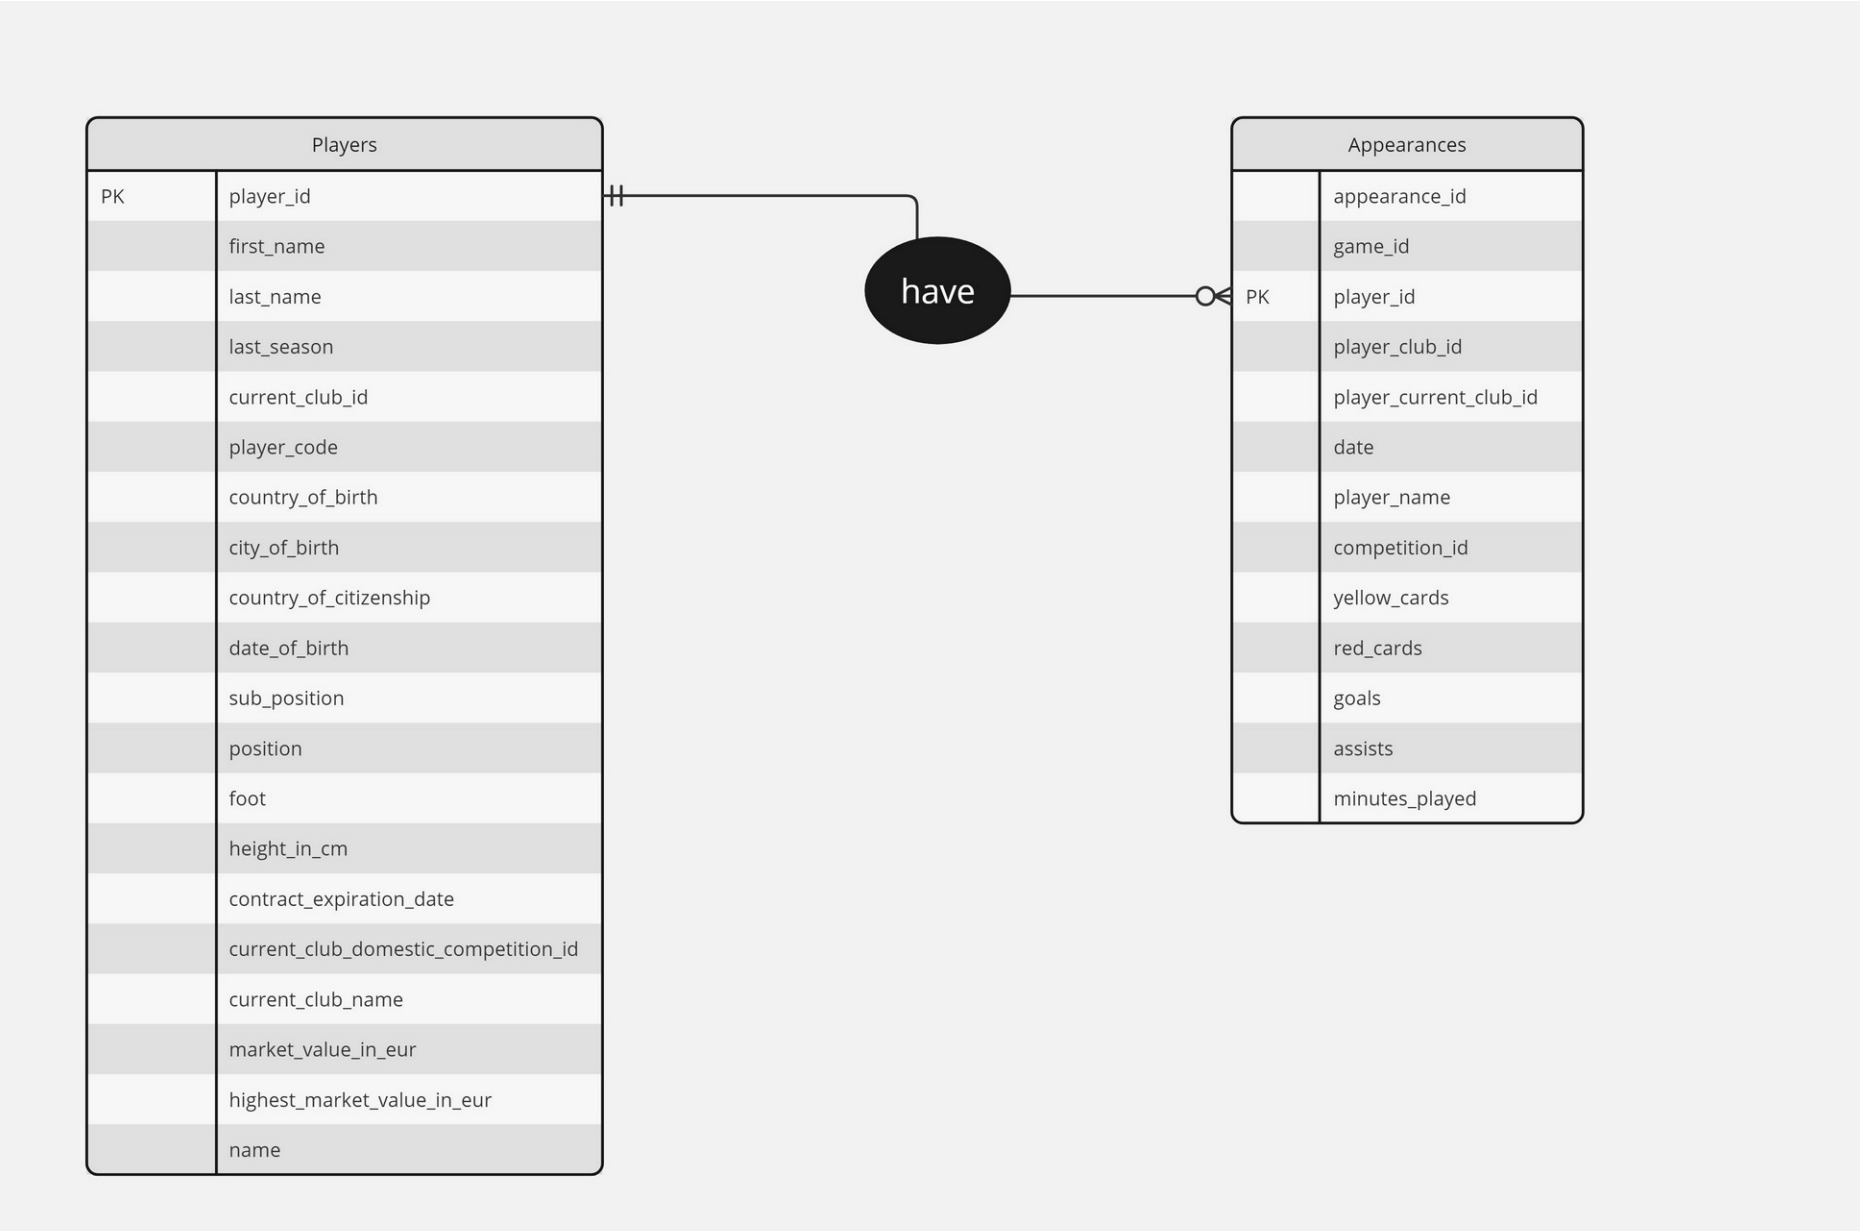 Players
PK player_id
first_name
last_name
last_season
current_club_id
player_code
country_of_birth
city_of_birth
country_of_citizenship
date_of_birth
sub_position
position
foot
height_in_cm
contract_expiration_date
current_club_domestic_competition_id
current_club_name
market_value_in_eur
highest_market_value_in_eur
name
have
Appearances
appearance_id
game_id
PK player_id
player_club_id
player_current_club_id
date
player_name
competition_id
yellow_cards
red_cards
goals
assists
minutes_played